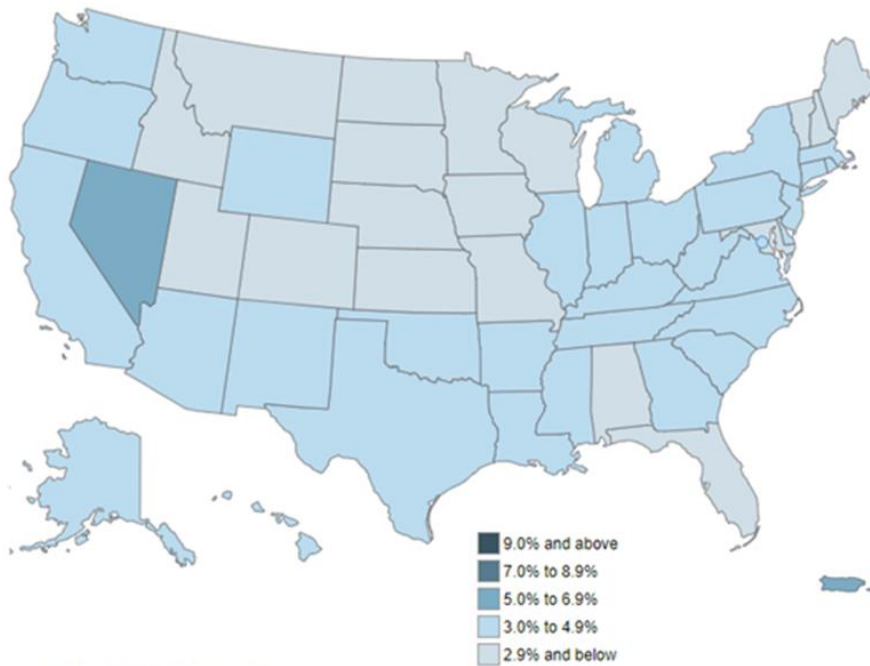 9.0% and above
7.0% to 8.9%
5.0% to 6.9%
3.0% to 4.9%
2.9% and below